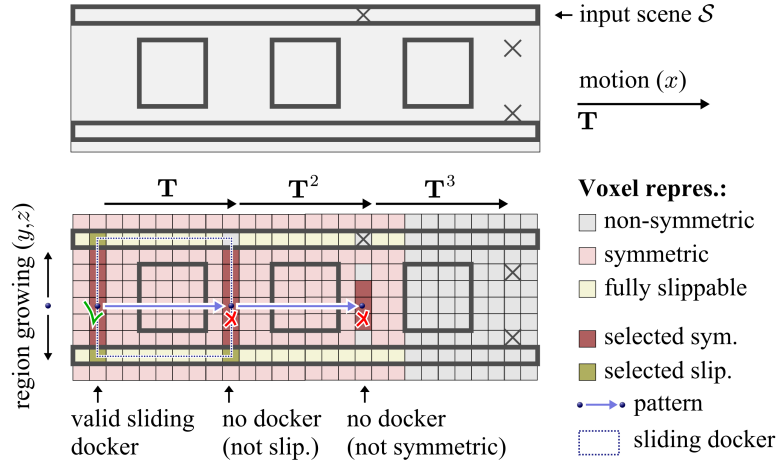 input scene S
motion (x)
T
T T² T³
region growing (y,z)
Voxel repres.:
non-symmetric
symmetric
fully slippable
selected sym.
selected slip.
pattern
sliding docker
valid sliding
docker
no docker
(not slip.)
no docker
(not symmetric)